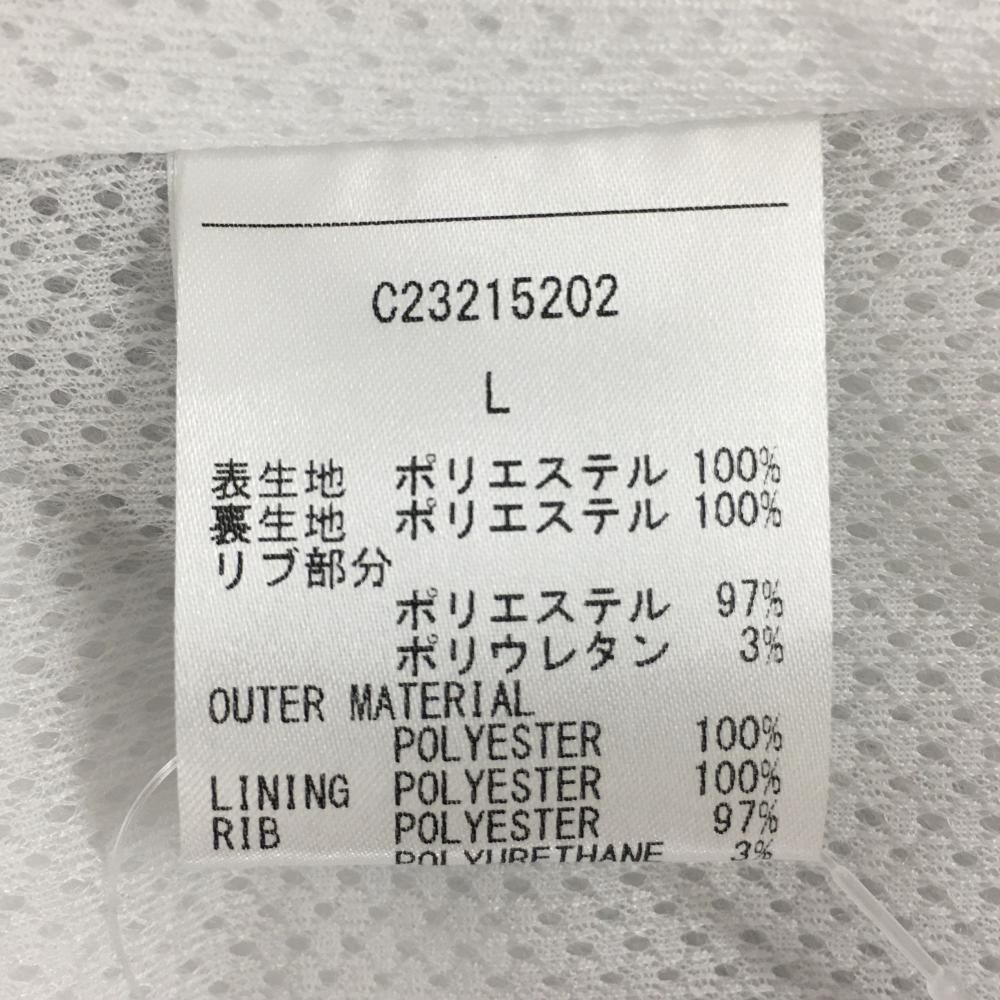 C23215202
L
表生地 ポリエステル 100%
裏生地 ポリエステル 100%
リブ部分
ポリエステル 97%
ポリウレタン 3%
OUTER MATERIAL
POLYESTER 100%
LINING POLYESTER 100%
RIB POLYESTER 97%
POLYURETHANE 3%